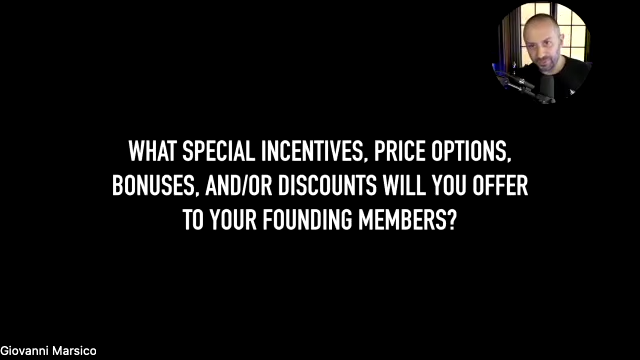 WHAT SPECIAL INCENTIVES, PRICE OPTIONS,
BONUSES, AND/OR DISCOUNTS WILL YOU OFFER
TO YOUR FOUNDING MEMBERS?
Giovanni Marsico